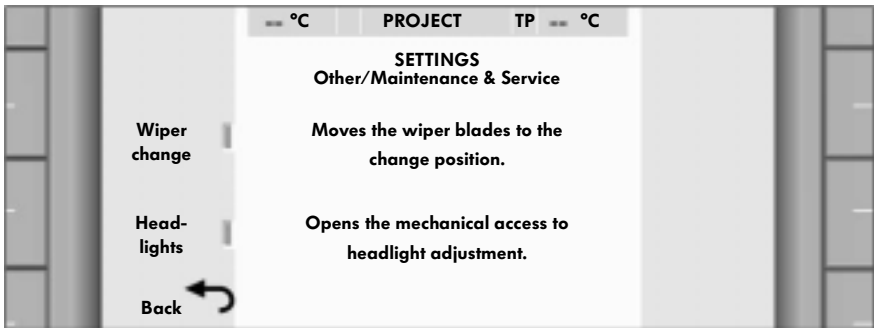 -- °C PROJECT TP -- °C
SETTINGS
Other/Maintenance & Service
Wiper
change
Moves the wiper blades to the
change position.
Head-
lights
Opens the mechanical access to
headlight adjustment.
Back